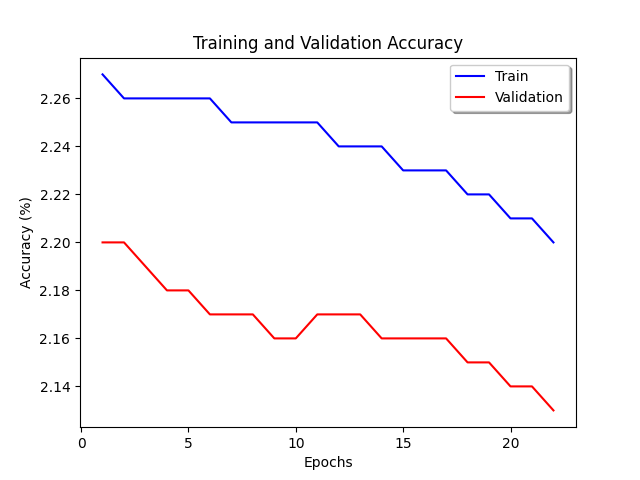 Training and Validation Accuracy
Train
Validation
Accuracy (%)
2.26
2.24
2.22
2.20
2.18
2.16
2.14
0 5 10 15 20
Epochs